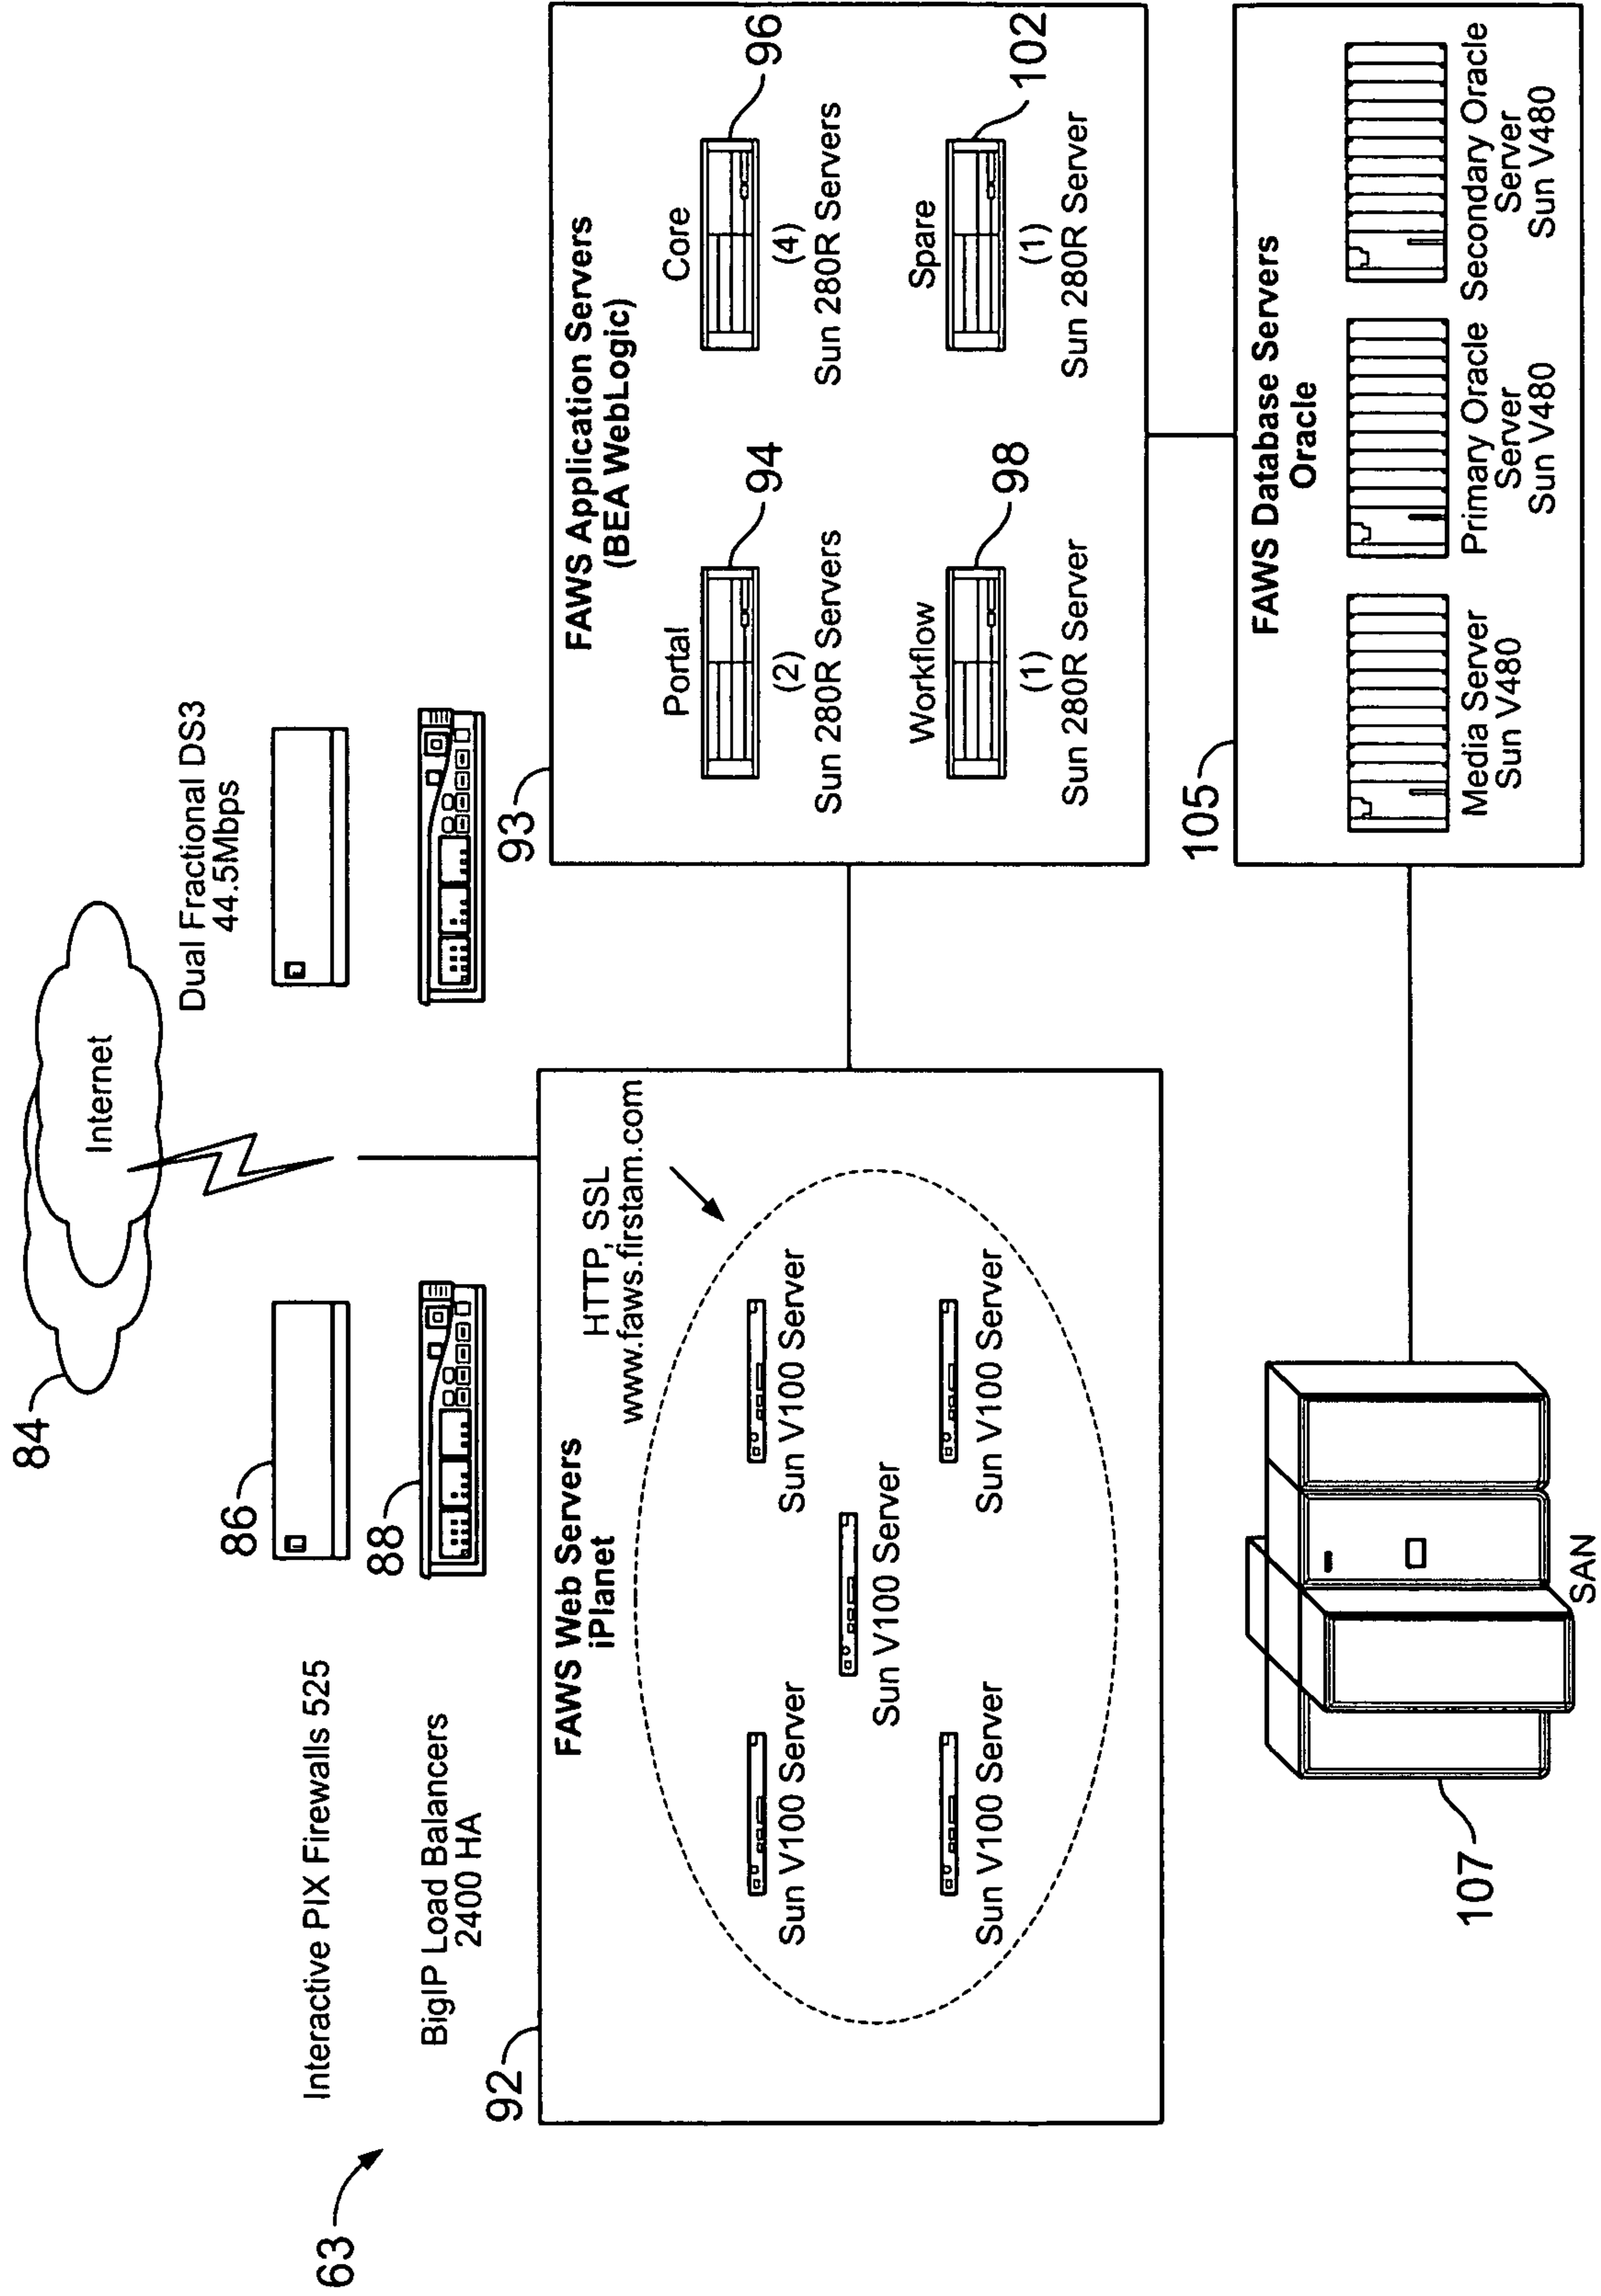 84
Internet
Dual Fractional DS3
44.5Mbps
86
Interactive PIX Firewalls 525
88
BigIP Load Balancers
2400 HA
63
92
FAWS Web Servers
iPlanet
HTTP, SSL
www.faws.firstam.com
Sun V100 Server
Sun V100 Server
Sun V100 Server
Sun V100 Server
Sun V100 Server
93
FAWS Application Servers
(BEA WebLogic)
Portal
94
(2)
Sun 280R Servers
Core
96
(4)
Sun 280R Servers
Workflow
98
(1)
Sun 280R Server
Spare
102
(1)
Sun 280R Server
105
FAWS Database Servers
Oracle
Media Server
Sun V480
Primary Oracle
Server
Sun V480
Secondary Oracle
Server
Sun V480
107
SAN